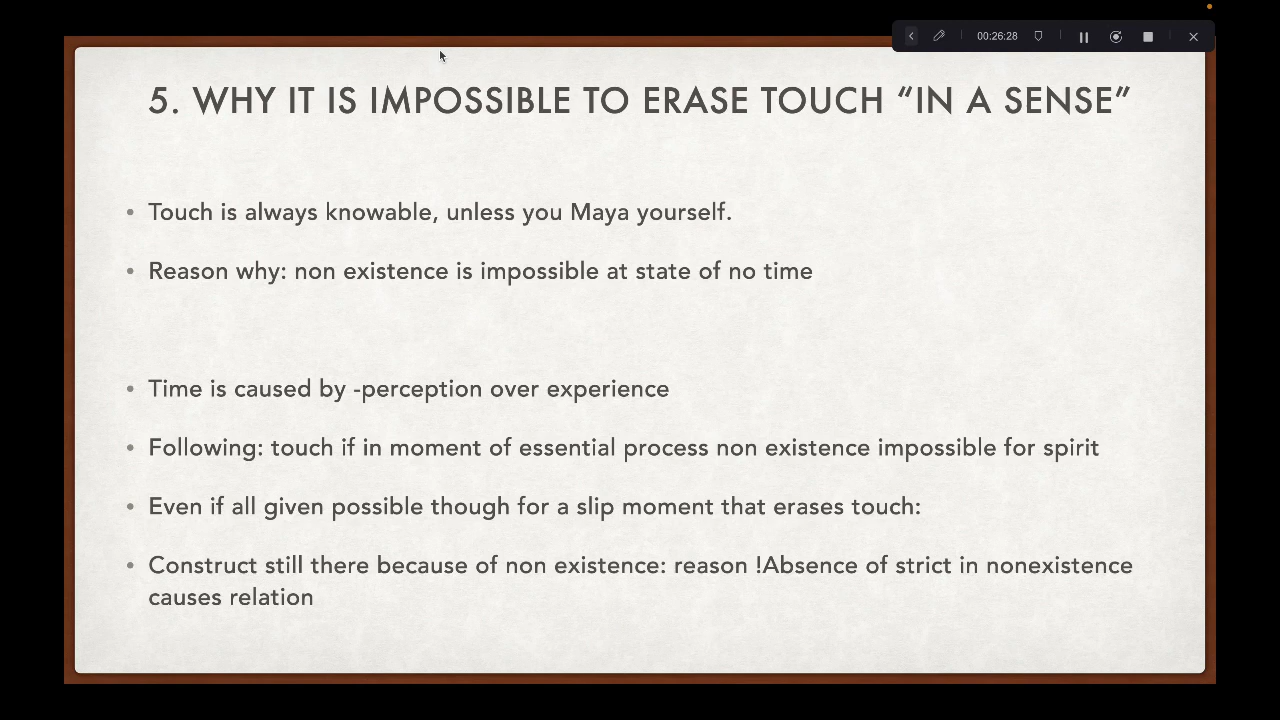 00:26:28
5. WHY IT IS IMPOSSIBLE TO ERASE TOUCH “IN A SENSE”
• Touch is always knowable, unless you Maya yourself.
• Reason why: non existence is impossible at state of no time
• Time is caused by -perception over experience
• Following: touch if in moment of essential process non existence impossible for spirit
• Even if all given possible though for a slip moment that erases touch:
• Construct still there because of non existence: reason !Absence of strict in nonexistence
causes relation